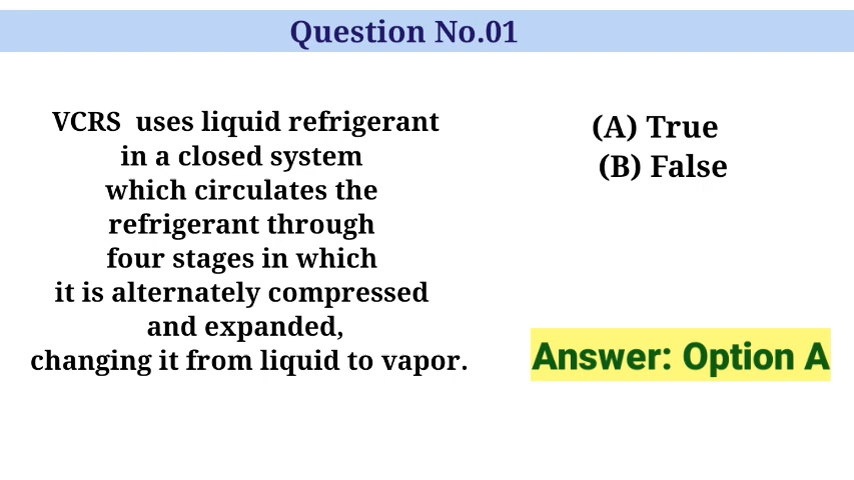 Question No.01
VCRS uses liquid refrigerant
in a closed system
which circulates the
refrigerant through
four stages in which
it is alternately compressed
and expanded,
changing it from liquid to vapor.
(A) True
(B) False
Answer: Option A